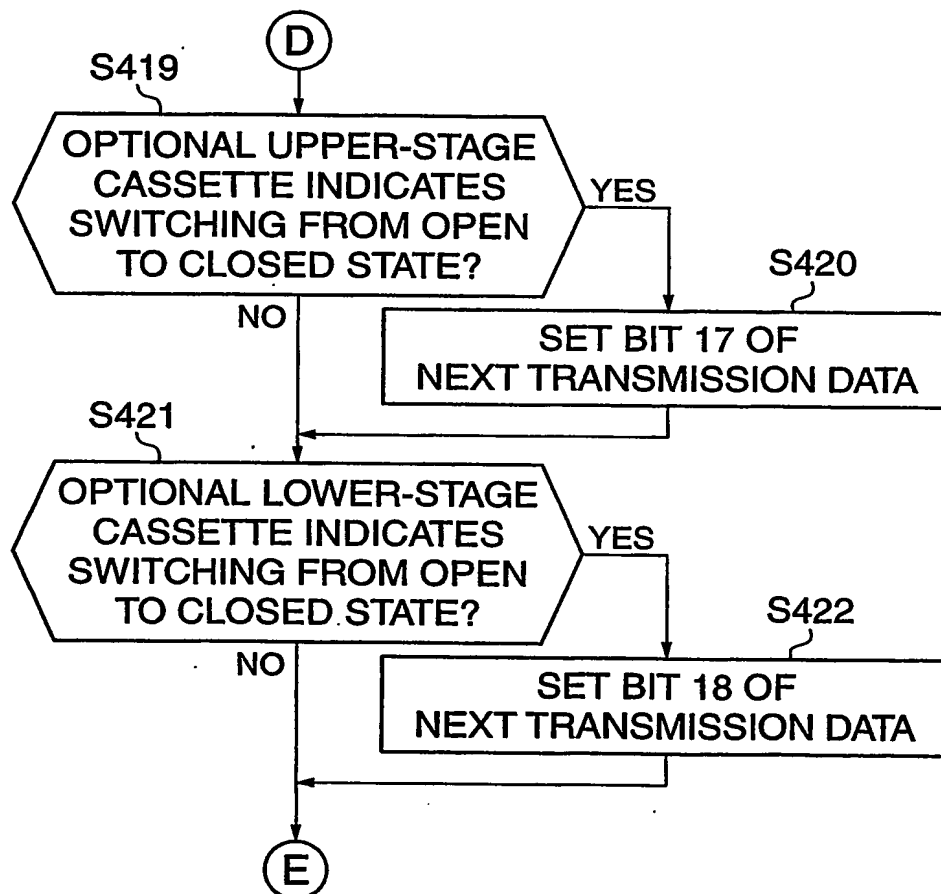 D
S419
OPTIONAL UPPER-STAGE
CASSETTE INDICATES
SWITCHING FROM OPEN
TO CLOSED STATE?
YES
NO
S420
SET BIT 17 OF
NEXT TRANSMISSION DATA
S421
OPTIONAL LOWER-STAGE
CASSETTE INDICATES
SWITCHING FROM OPEN
TO CLOSED STATE?
YES
NO
S422
SET BIT 18 OF
NEXT TRANSMISSION DATA
E